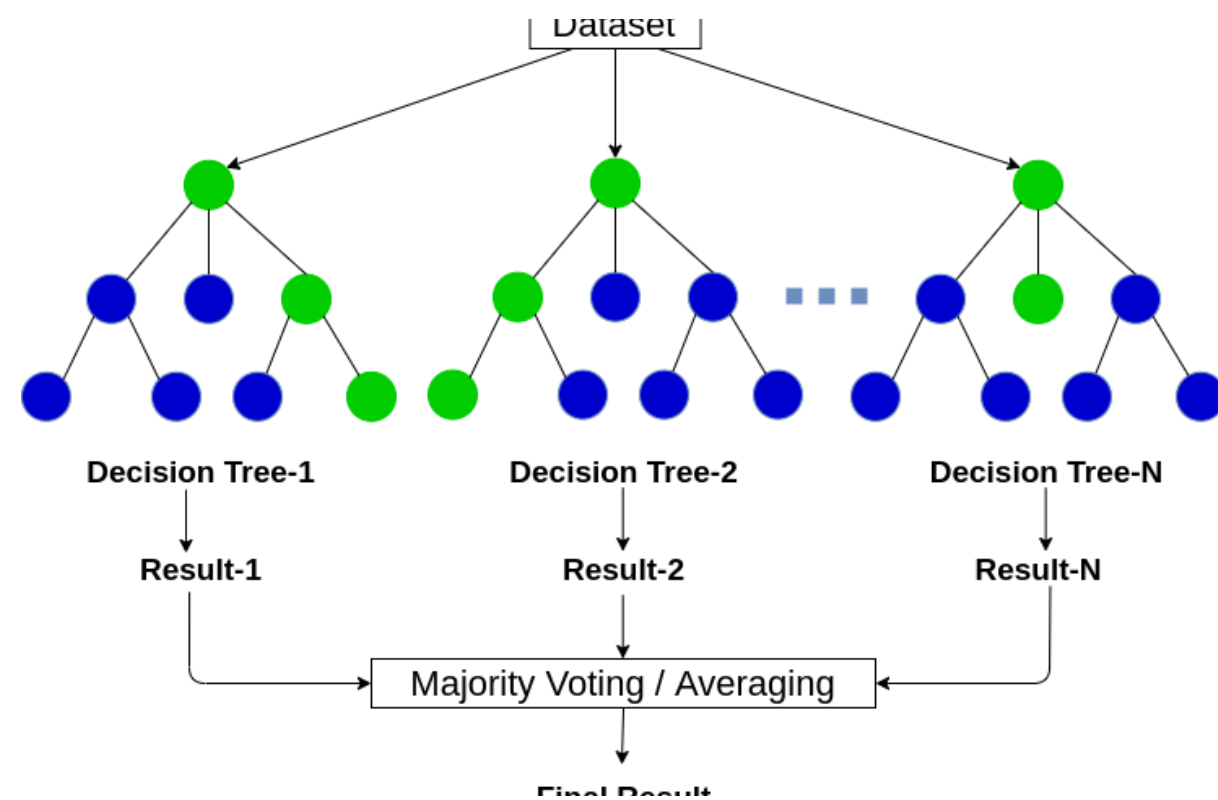 Dataset
Decision Tree-1
Decision Tree-2
Decision Tree-N
Result-1
Result-2
Result-N
Majority Voting / Averaging
Final Result